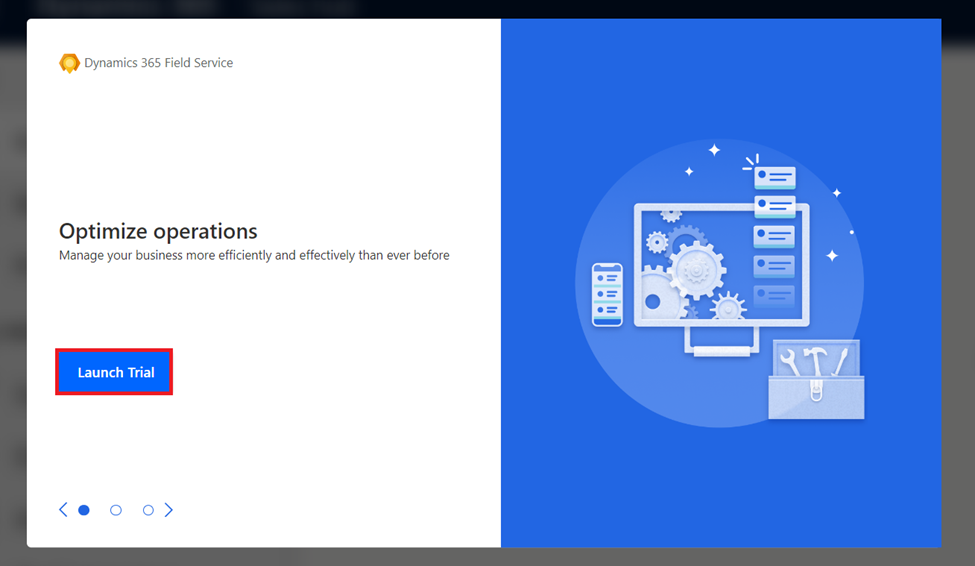 Dynamics 365 Field Service
Optimize operations
Manage your business more efficiently and effectively than ever before
Launch Trial